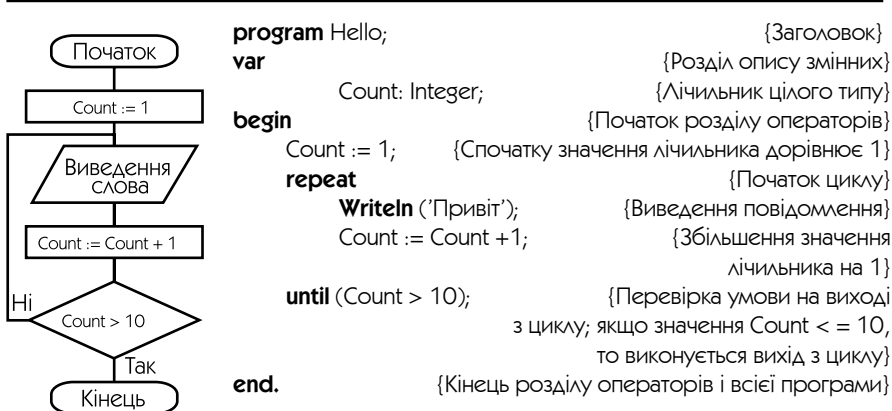 Початок
Count := 1
Виведення
слова
Count := Count + 1
Ні
Count > 10
Так
Кінець
program Hello; {Заголовок}
var {Розділ опису змінних}
Count: Integer; {Лічильник цілого типу}
begin {Початок розділу операторів}
Count := 1; {Спочатку значення лічильника дорівнює 1}
repeat {Початок циклу}
Writeln ('Привіт'); {Виведення повідомлення}
Count := Count +1; {Збільшення значення
лічильника на 1}
until (Count > 10); {Перевірка умови на виході
з циклу; якщо значення Count < = 10,
то виконується вихід з циклу}
end. {Кінець розділу операторів і всієї програми}